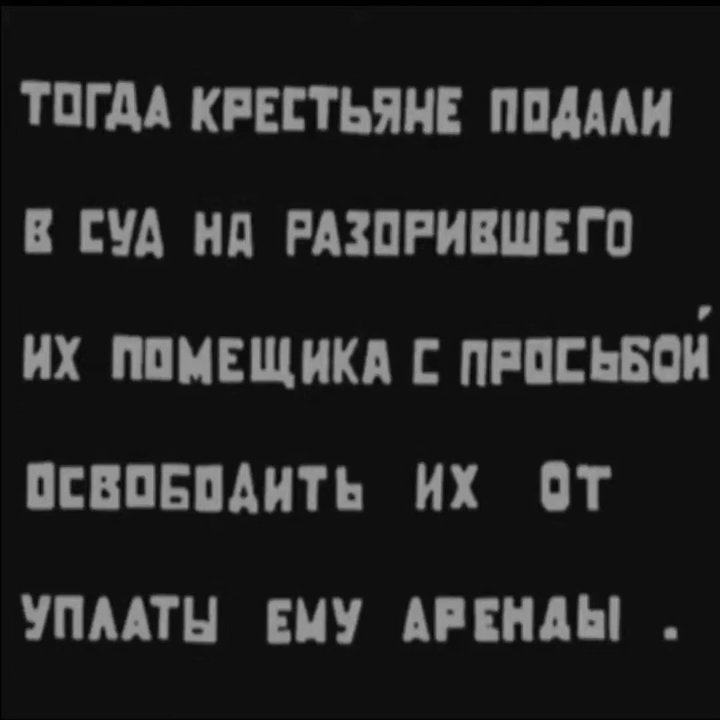 ТОГДА КРЕСТЬЯНЕ ПОДАЛИ
В СУД НА РАЗОРИВШЕГО
ИХ ПОМЕЩИКА С ПРОСЬБОЙ
ОСВОБОДИТЬ ИХ ОТ
УПЛАТЫ ЕМУ АРЕНДЫ .